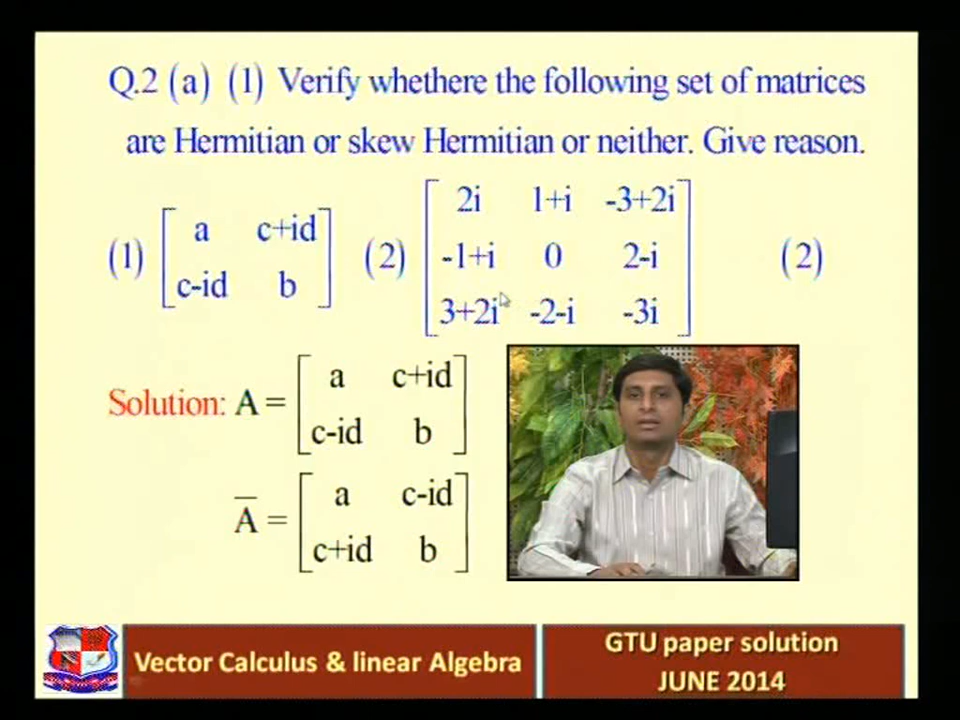 Q.2 (a) (1) Verify whethere the following set of matrices
are Hermitian or skew Hermitian or neither. Give reason.
(1) [ a c+id ; c-id b ] (2) [ 2i 1+i -3+2i ; -1+i 0 2-i ; 3+2i -2-i -3i ] (2)
Solution: A = [ a c+id ; c-id b ]
A̅ = [ a c-id ; c+id b ]
Vector Calculus & linear Algebra
GTU paper solution
JUNE 2014